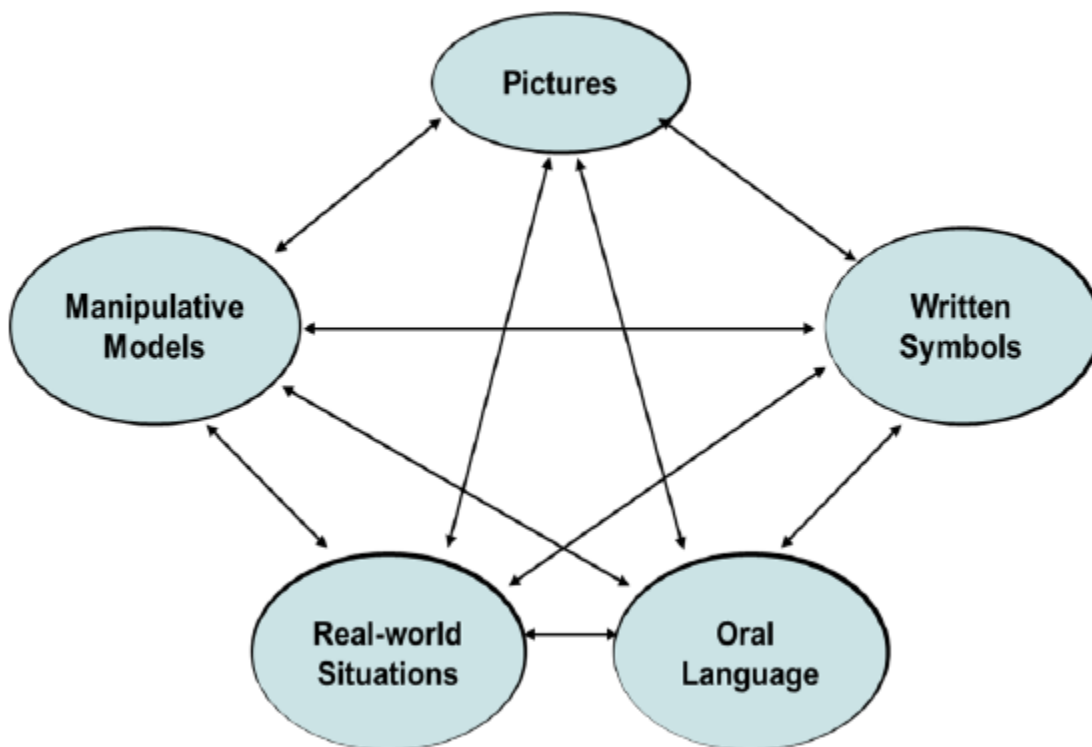 Pictures
Manipulative
Models
Written
Symbols
Real-world
Situations
Oral
Language